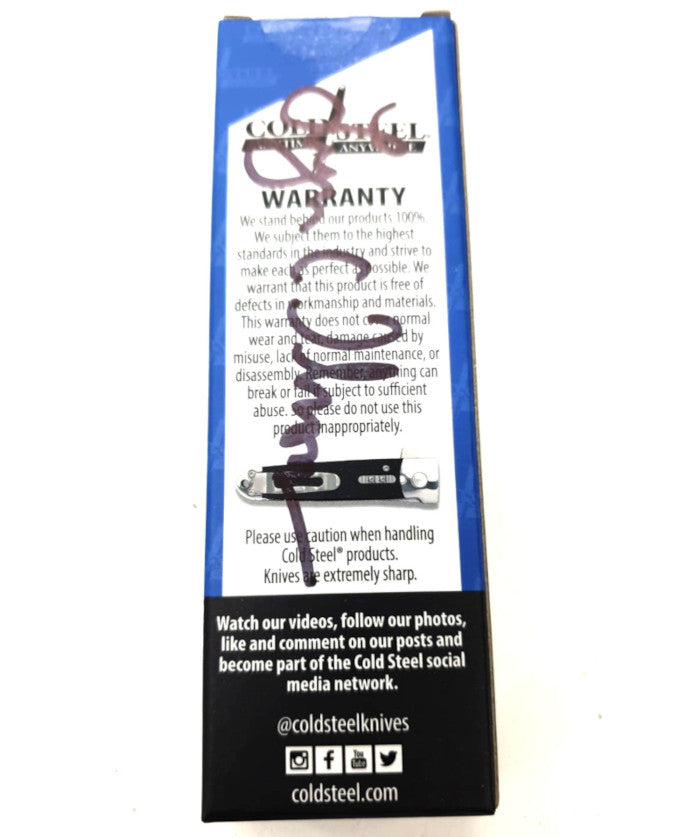 COLD STEEL®
ANYTIME ANYWHERE
WARRANTY
We stand behind our products 100%.
We subject them to the highest
standards in the industry and strive to
make each as perfect as possible. We
warrant that this product is free of
defects in workmanship and materials.
This warranty does not cover normal
wear and tear, damage caused by
misuse, lack of normal maintenance, or
disassembly. Remember, anything can
break or fail if subject to sufficient
abuse. So please do not use this
product inappropriately.
Please use caution when handling
Cold Steel® products.
Knives are extremely sharp.
Watch our videos, follow our photos,
like and comment on our posts and
become part of the Cold Steel social
media network.
@coldsteelknives
You
Tube
coldsteel.com